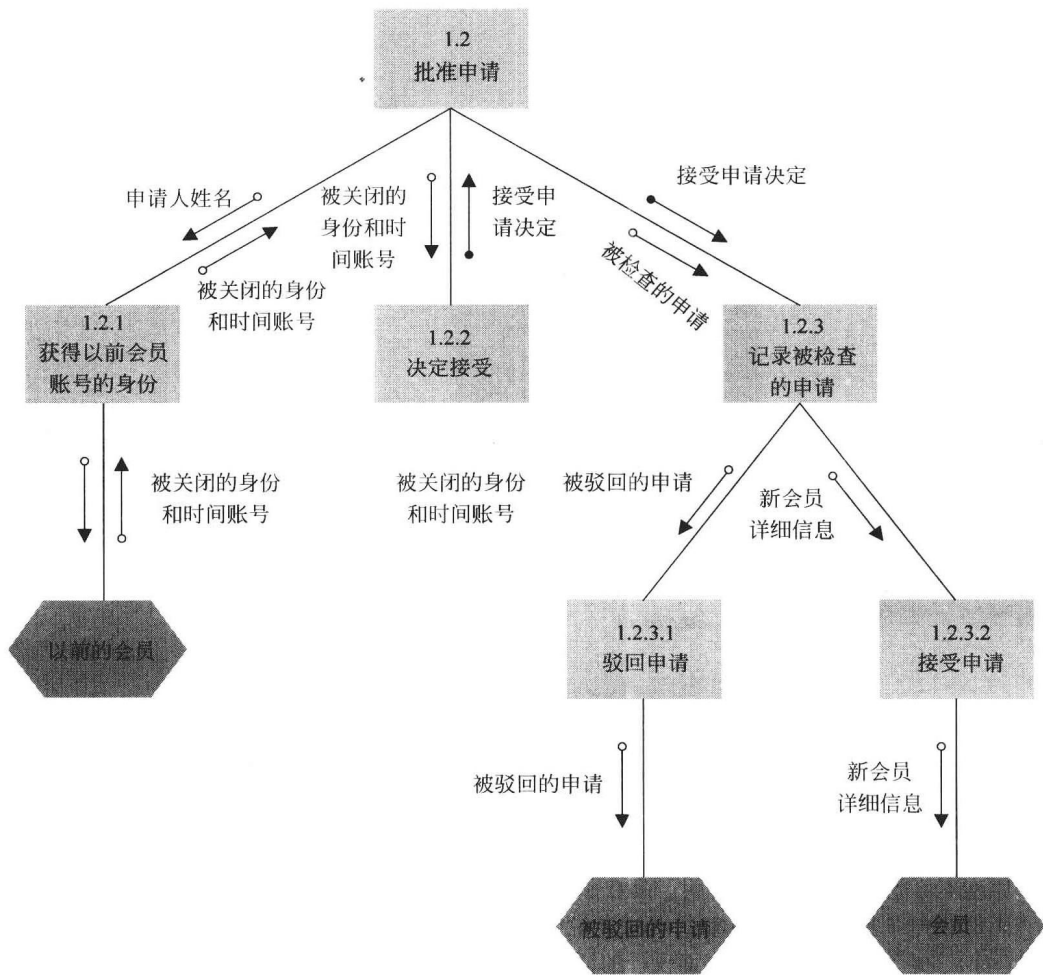 1.2
批准申请
申请人姓名
被关闭的
身份和时
间账号
接受申
请决定
接受申请决定
被关闭的身份
和时间账号
被检查的申请
1.2.1
获得以前会员
账号的身份
1.2.2
决定接受
1.2.3
记录被检查
的申请
被关闭的身份
和时间账号
被关闭的身份
和时间账号
被驳回的申请
新会员
详细信息
以前的会员
1.2.3.1
驳回申请
1.2.3.2
接受申请
被驳回的申请
新会员
详细信息
被驳回的申请
会员